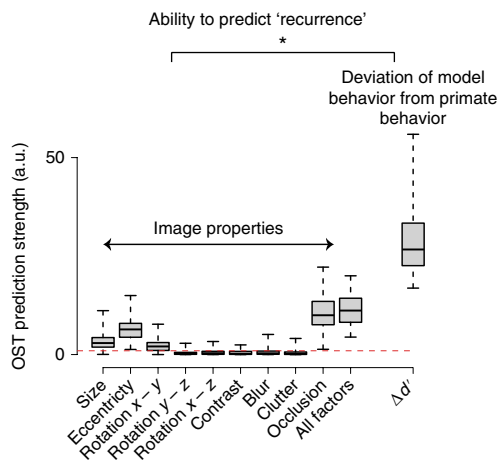 Ability to predict ‘recurrence’
*
Deviation of model
behavior from primate
behavior
OST prediction strength (a.u.)
50
0
Image properties
Size
Eccentricty
Rotation x – y
Rotation y – z
Rotation x – z
Contrast
Blur
Clutter
Occlusion
All factors
Δd′